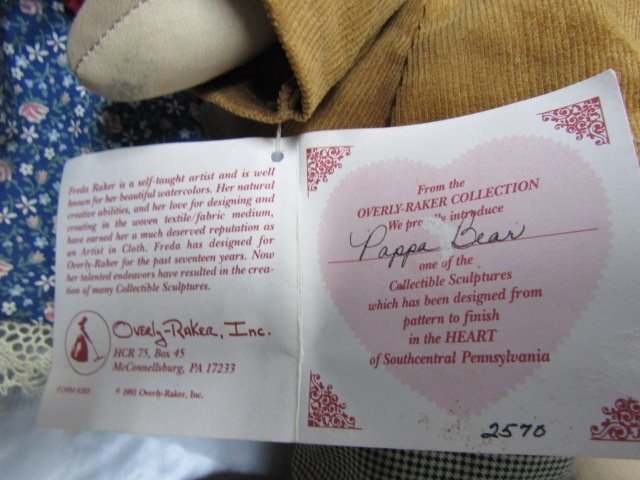 Freda Raker is a self-taught artist and is well
known for her beautiful watercolors. Her natural
creative abilities, and her love for designing and
creating in the woven textile/fabric medium,
have earned her a much deserved reputation as
an Artist in Cloth. Freda has designed for
Overly-Raker for the past seventeen years. Now
her talented endeavors have resulted in the crea-
tion of many Collectible Sculptures.
OVERLY-RAKER, INC.
HCR 75, Box 45
McConnellsburg, PA 17233
FORM #353
© 1991 Overly-Raker, Inc.
From the
OVERLY-RAKER COLLECTION
We introduce
Pappa Bear
one of the
Collectible Sculptures
which has been designed from
pattern to finish
in the HEART
of Southcentral Pennsylvania
2570